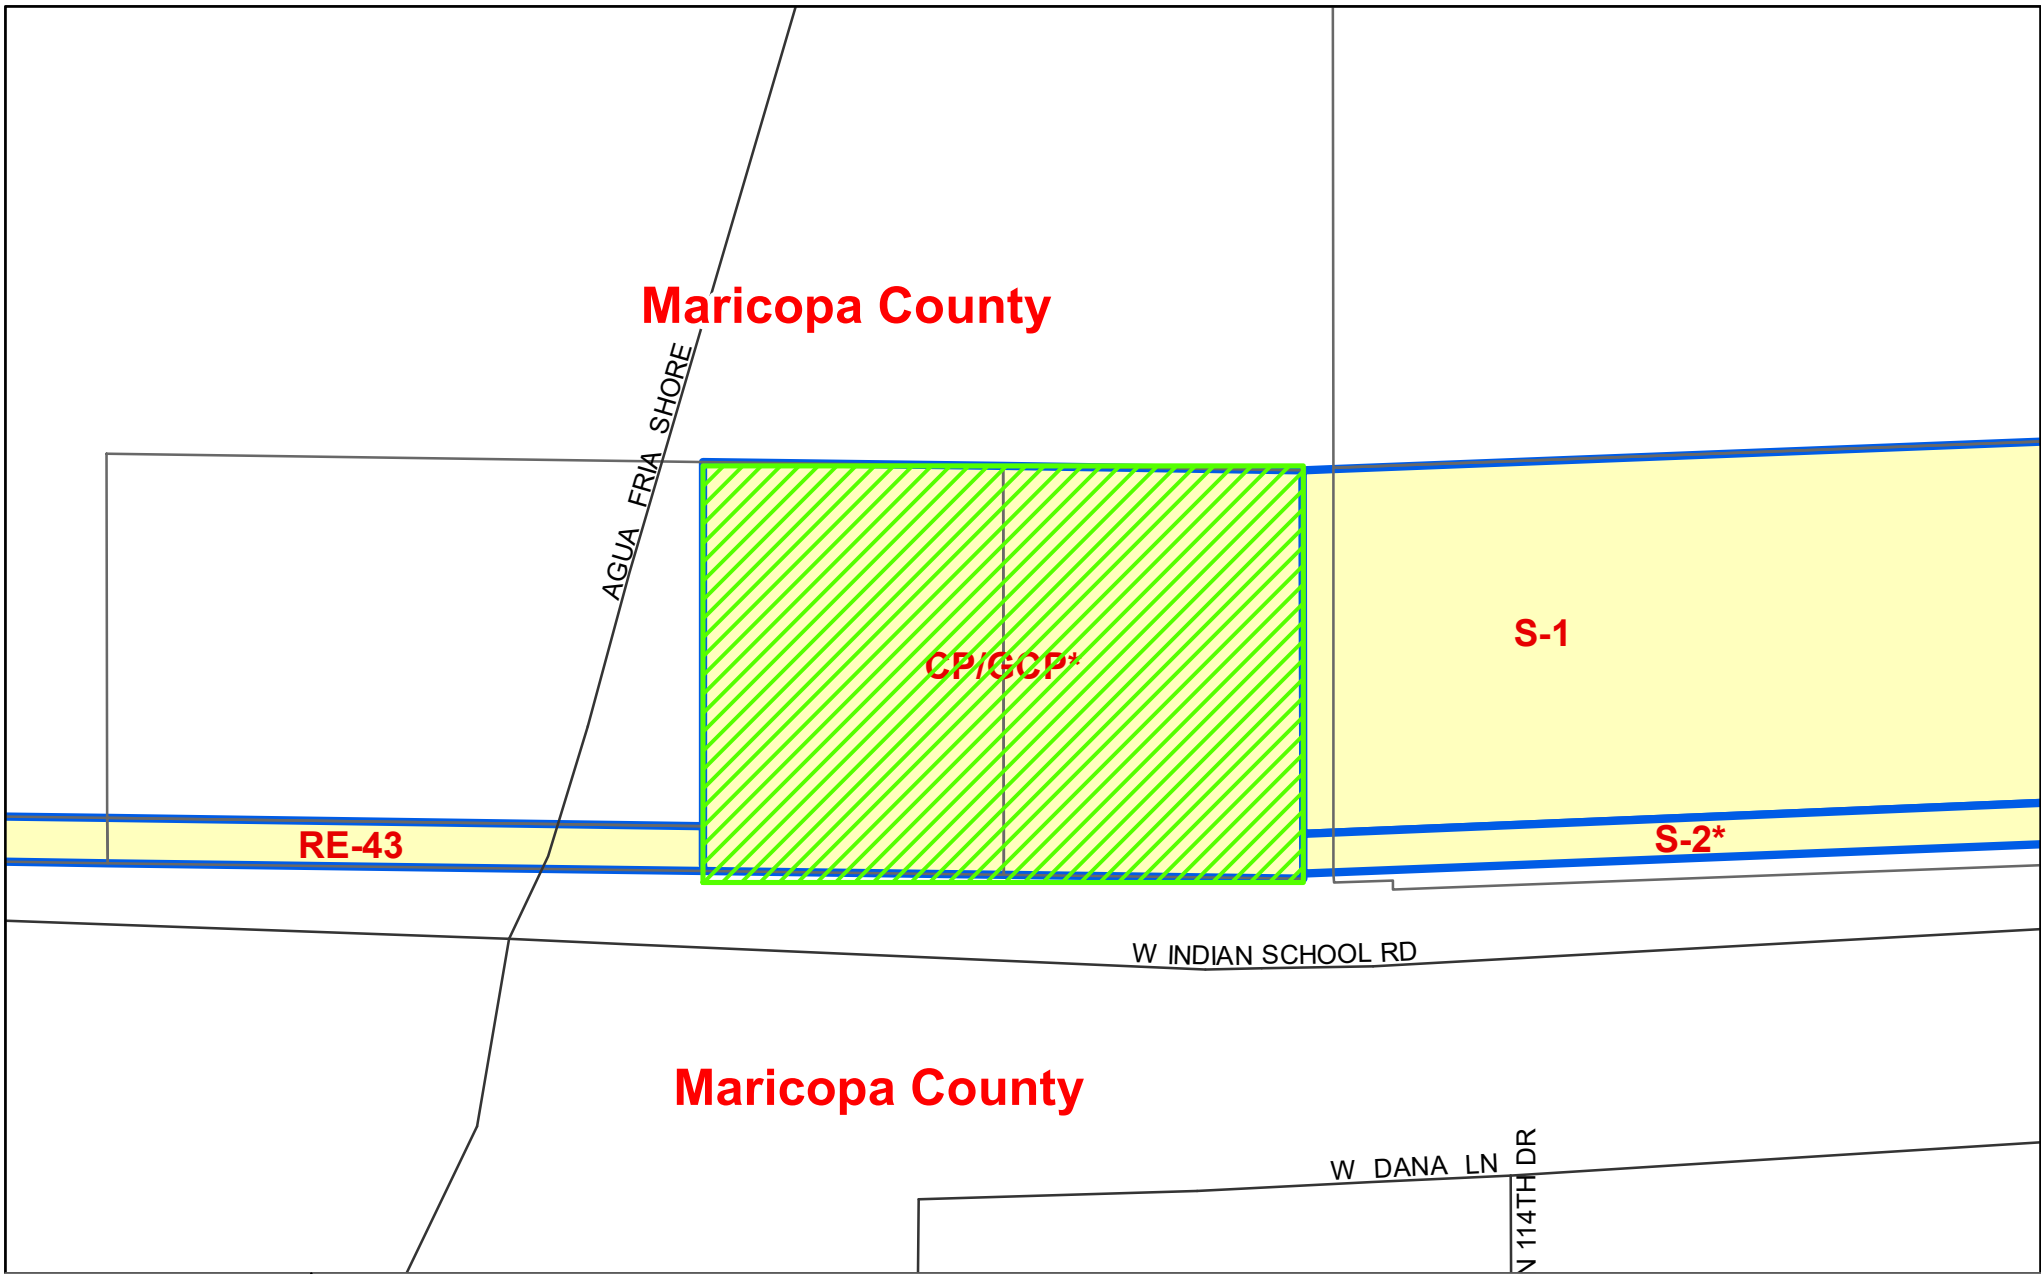 Maricopa County
AGUA FRIA SHORE
S-1
CP/GCP*
S-2*
RE-43
W INDIAN SCHOOL RD
Maricopa County
W DANA LN
N 114TH DR